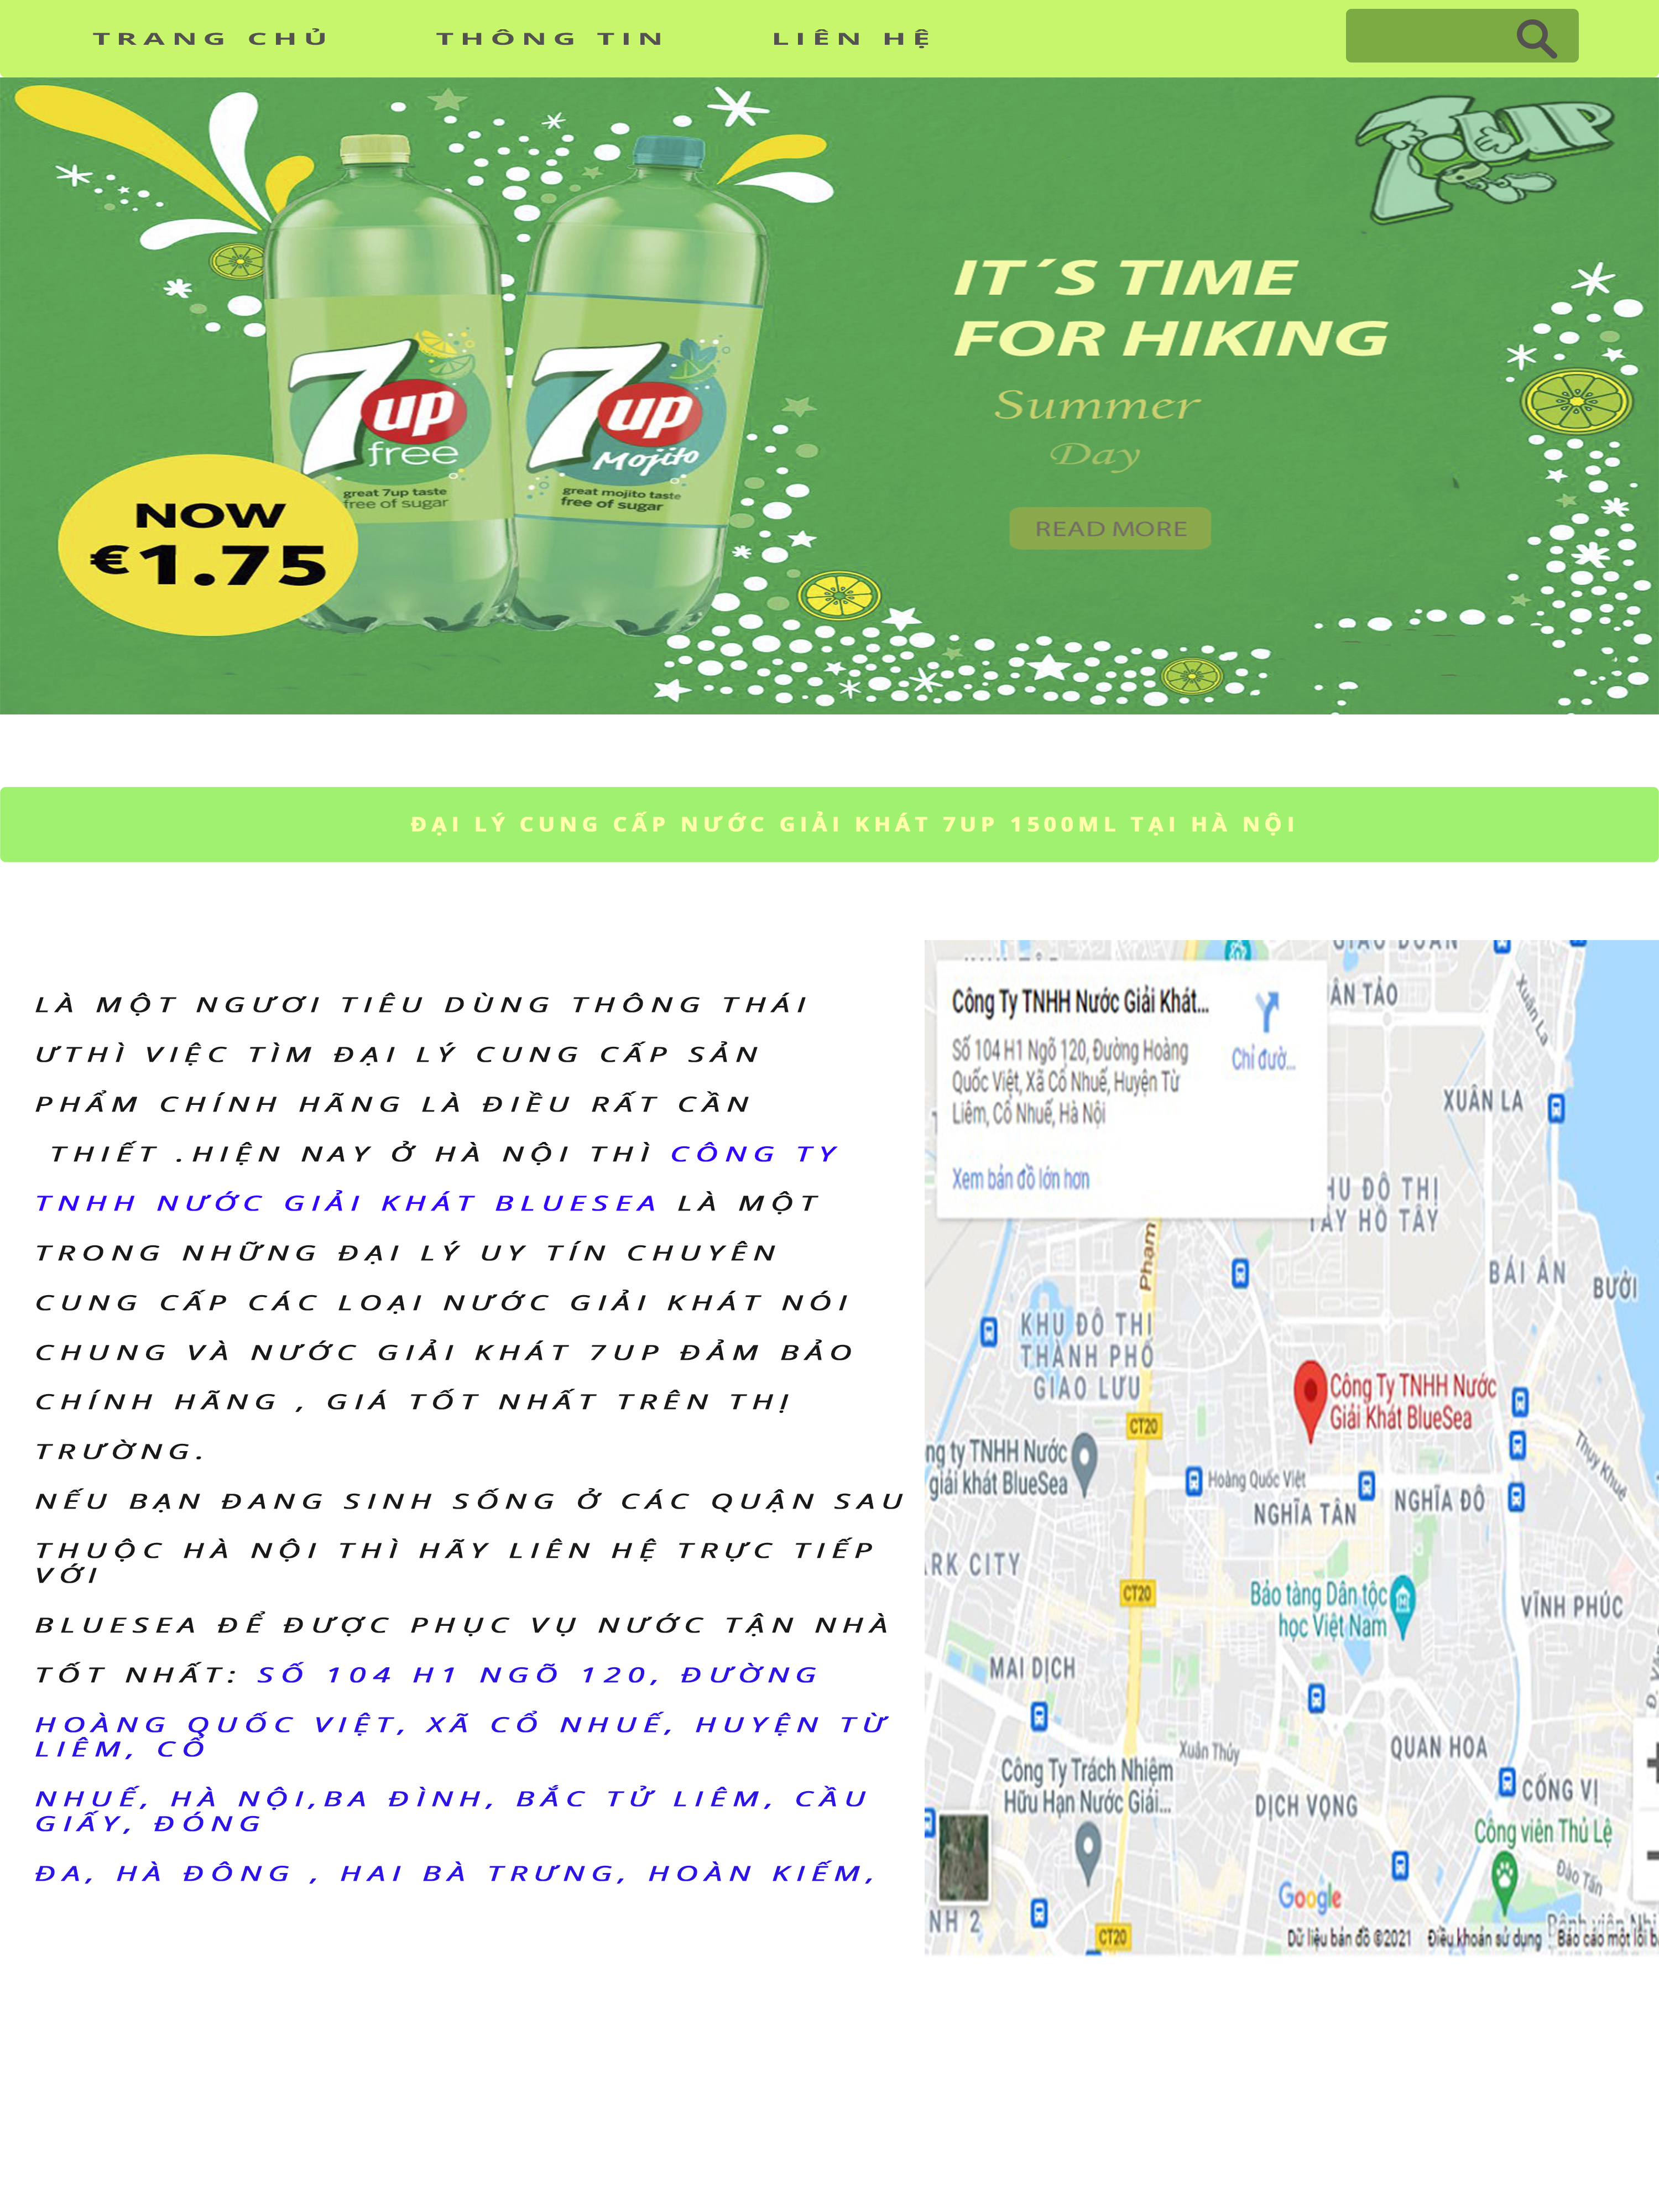 TRANG CHỦ THÔNG TIN LIÊN HỆ
7UP
IT´S TIME
FOR HIKING
Summer
Day
READ MORE
7up
free
great 7up taste
free of sugar
7up
Mojito
great mojito taste
free of sugar
NOW
€1.75
ĐẠI LÝ CUNG CẤP NƯỚC GIẢI KHÁT 7UP 1500ML TẠI HÀ NỘI
LÀ MỘT NGƯƠI TIÊU DÙNG THÔNG THÁI
ƯTHÌ VIỆC TÌM ĐẠI LÝ CUNG CẤP SẢN
PHẨM CHÍNH HÃNG LÀ ĐIỀU RẤT CẦN
THIẾT .HIỆN NAY Ở HÀ NỘI THÌ CÔNG TY
TNHH NƯỚC GIẢI KHÁT BLUESEA LÀ MỘT
TRONG NHỮNG ĐẠI LÝ UY TÍN CHUYÊN
CUNG CẤP CÁC LOẠI NƯỚC GIẢI KHÁT NÓI
CHUNG VÀ NƯỚC GIẢI KHÁT 7UP ĐẢM BẢO
CHÍNH HÃNG , GIÁ TỐT NHẤT TRÊN THỊ
TRƯỜNG.
NẾU BẠN ĐANG SINH SỐNG Ở CÁC QUẬN SAU
THUỘC HÀ NỘI THÌ HÃY LIÊN HỆ TRỰC TIẾP
VỚI
BLUESEA ĐỂ ĐƯỢC PHỤC VỤ NƯỚC TẬN NHÀ
TỐT NHẤT: SỐ 104 H1 NGÕ 120, ĐƯỜNG
HOÀNG QUỐC VIỆT, XÃ CỔ NHUẾ, HUYỆN TỪ
LIÊM, CỔ
NHUẾ, HÀ NỘI,BA ĐÌNH, BẮC TỬ LIÊM, CẦU
GIẤY, ĐÓNG
ĐA, HÀ ĐÔNG , HAI BÀ TRƯNG, HOÀN KIẾM,
Công Ty TNHH Nước Giải Khát...
Số 104 H1 Ngõ 120, Đường Hoàng
Quốc Việt, Xã Cổ Nhuế, Huyện Từ
Liêm, Cổ Nhuế, Hà Nội
Chỉ đườ...
Xem bản đồ lớn hơn
ÂN TẢO
Xuân La
XUÂN LA
HU ĐÔ THỊ
TÂY HỒ TÂY
Phạm
BÁI ÂN
BƯỞI
KHU ĐÔ THỊ
THÀNH PHỐ
GIAO LƯU
Công Ty TNHH Nước
Giải Khát BlueSea
CT20
ng ty TNHH Nước
giải khát BlueSea
Hoàng Quốc Việt
Thụy Khuê
NGHĨA TÂN
NGHĨA ĐÔ
ARK CITY
CT20
Bảo tàng Dân tộc
học Việt Nam
VĨNH PHÚC
MAI DỊCH
Xuân Thủy
QUAN HOA
Công Ty Trách Nhiệm
Hữu Hạn Nước Giải...
DỊCH VỌNG
CỐNG VỊ
Công viên Thủ Lệ
Đào Tấn
Google
NH 2
CT20
Dữ liệu bản đồ ©2021 Điều khoản sử dụng Báo cáo một lỗi b